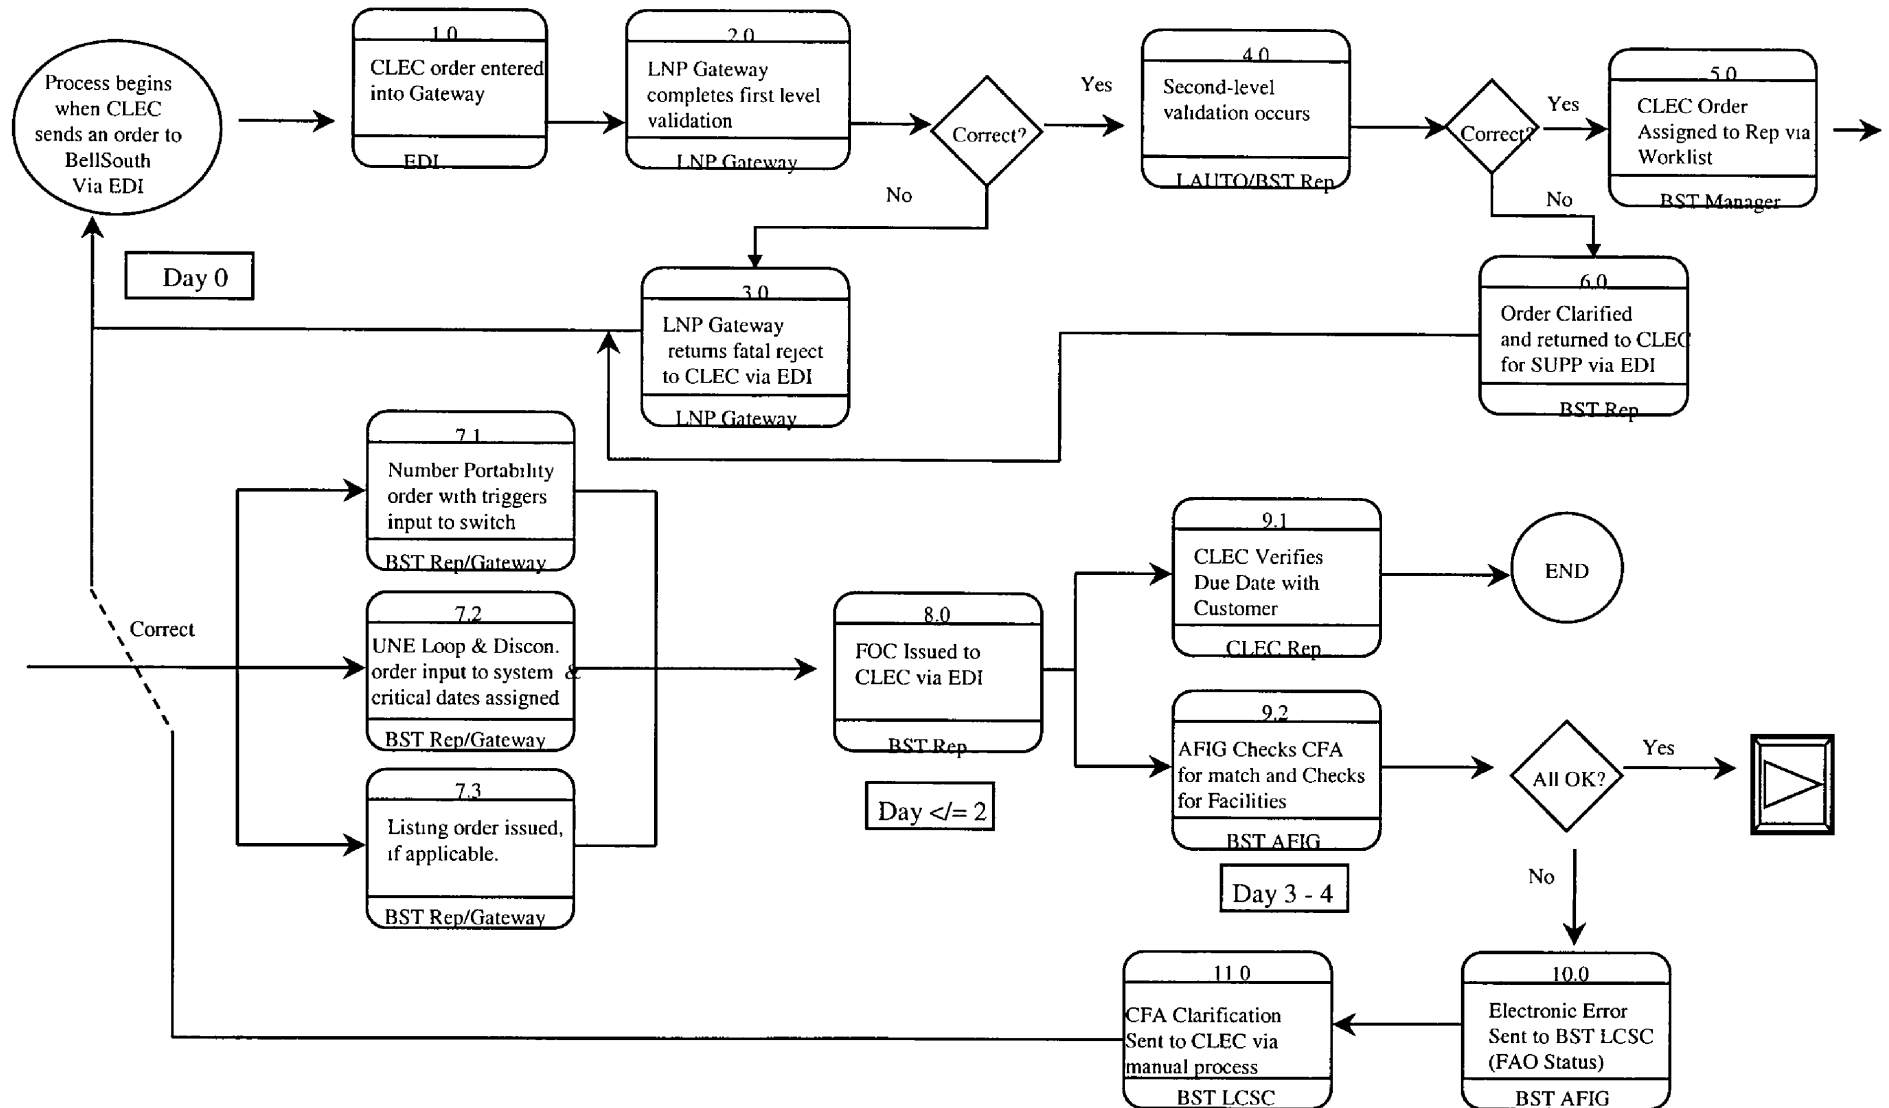 Process begins
when CLEC
sends an order to
BellSouth
Via EDI
1.0
CLEC order entered
into Gateway
EDI
2.0
LNP Gateway
completes first level
validation
LNP Gateway
Correct?
Yes
No
4.0
Second-level
validation occurs
LAUTO/BST Rep
Correct?
Yes
No
5.0
CLEC Order
Assigned to Rep via
Worklist
BST Manager
Day 0
3.0
LNP Gateway
returns fatal reject
to CLEC via EDI
LNP Gateway
6.0
Order Clarified
and returned to CLEC
for SUPP via EDI
BST Rep
7.1
Number Portability
order with triggers
input to switch
BST Rep/Gateway
Correct
7.2
UNE Loop & Discon.
order input to system &
critical dates assigned
BST Rep/Gateway
7.3
Listing order issued,
if applicable.
BST Rep/Gateway
8.0
FOC Issued to
CLEC via EDI
BST Rep
Day </= 2
9.1
CLEC Verifies
Due Date with
Customer
CLEC Rep
END
9.2
AFIG Checks CFA
for match and Checks
for Facilities
BST AFIG
Day 3 - 4
All OK?
Yes
No
11.0
CFA Clarification
Sent to CLEC via
manual process
BST LCSC
10.0
Electronic Error
Sent to BST LCSC
(FAO Status)
BST AFIG